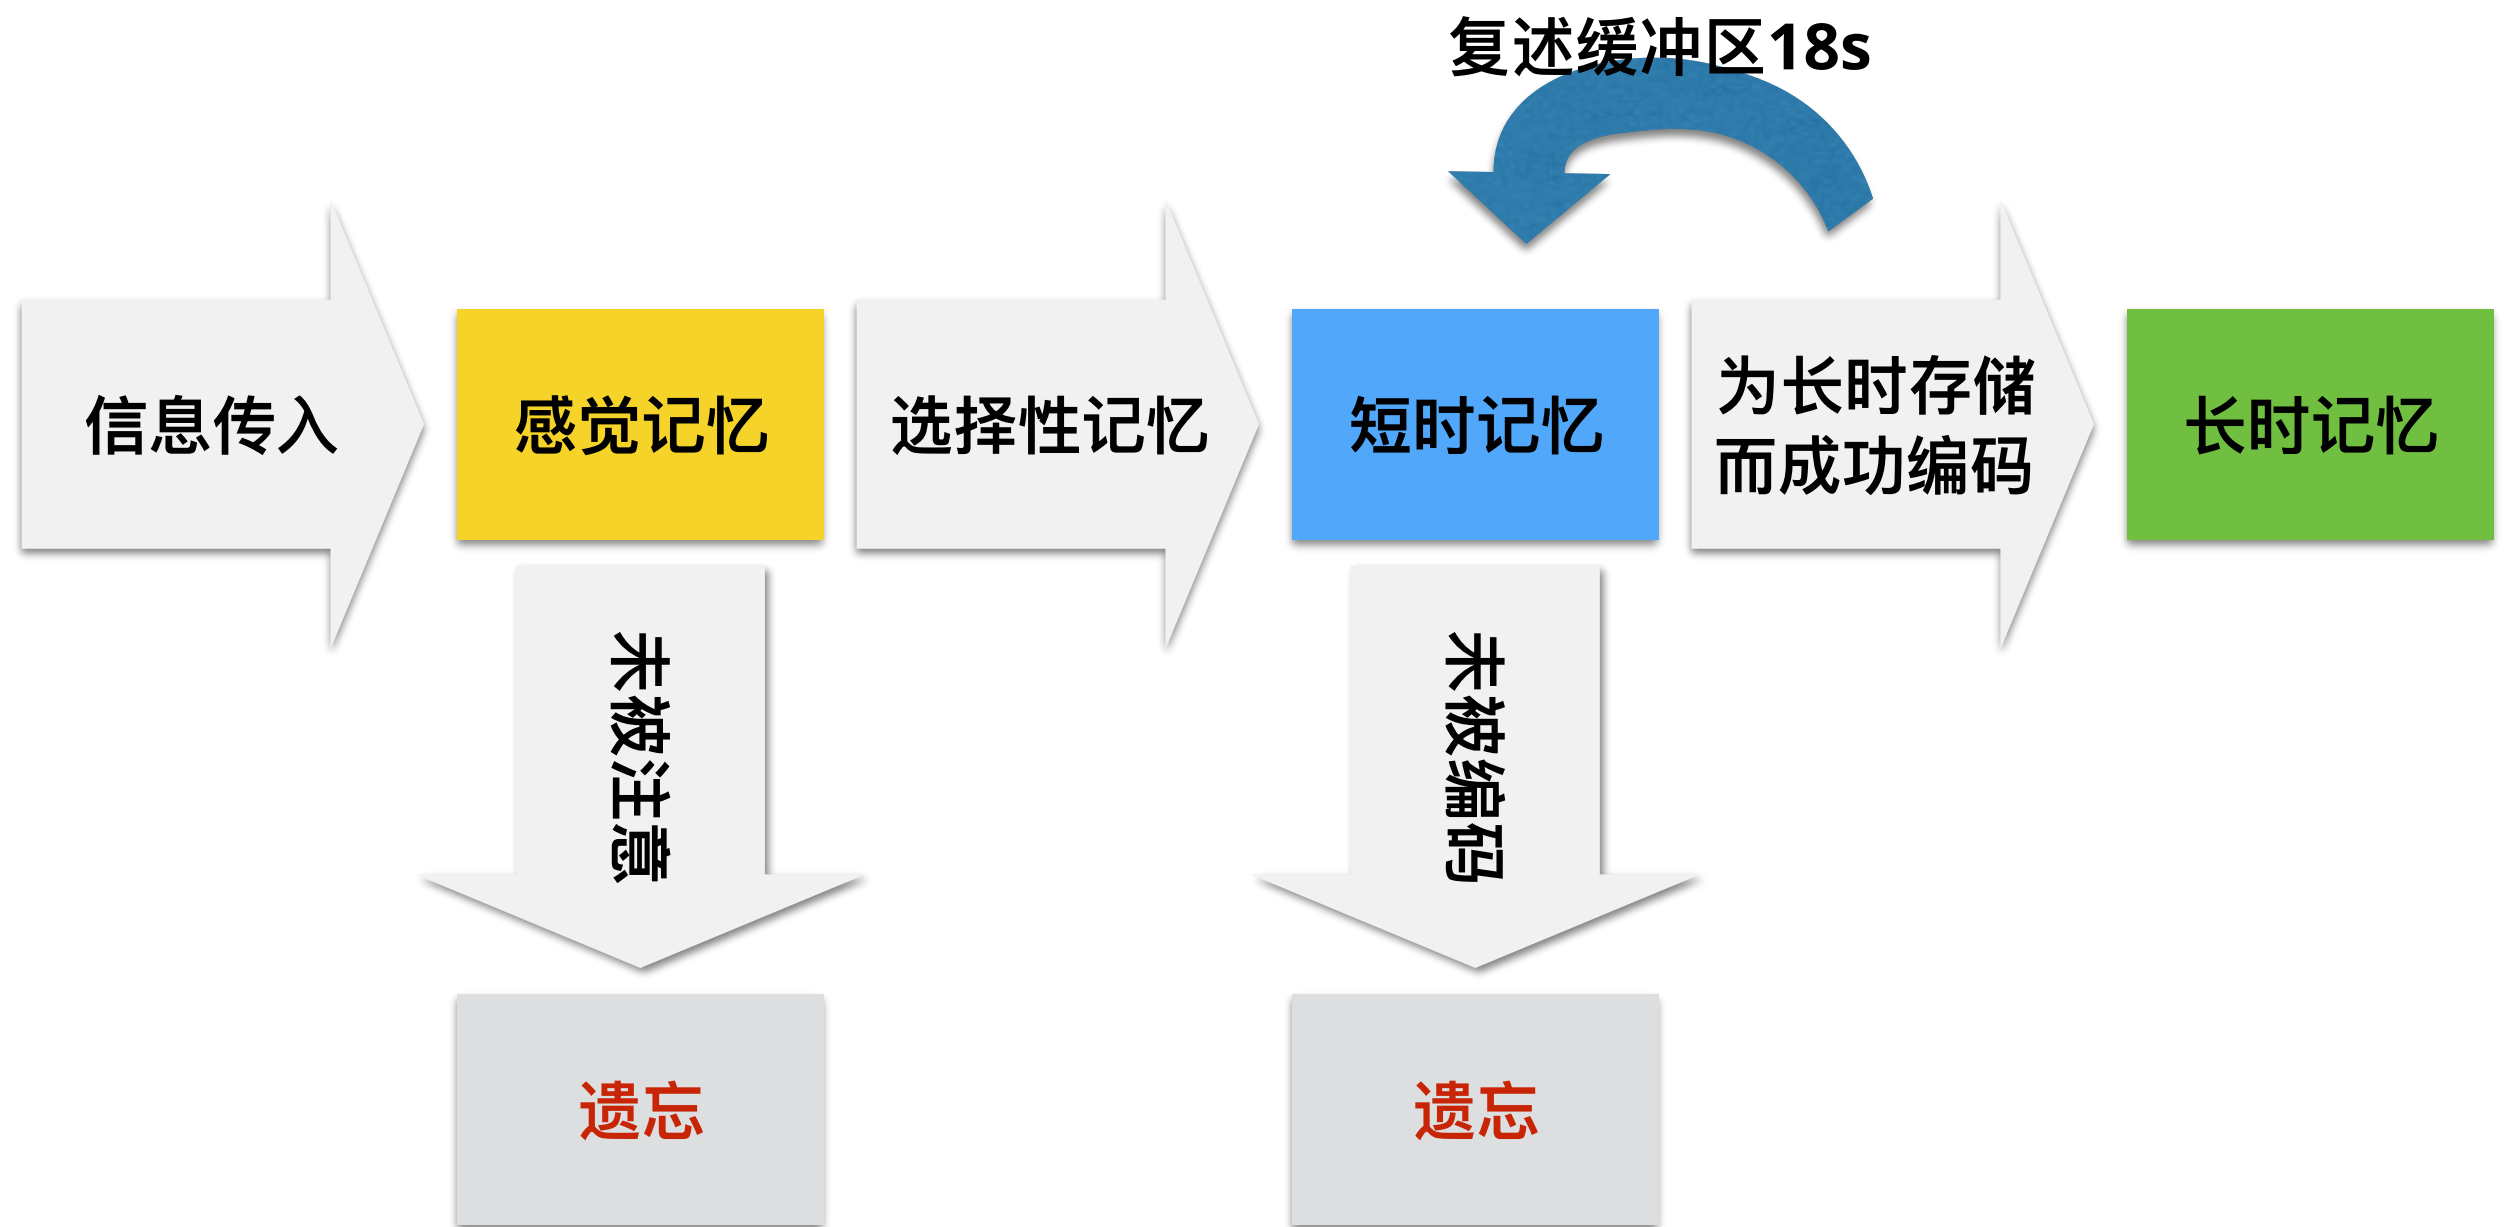 复述缓冲区18s
信息传入
感觉记忆
选择性记忆
短时记忆
为长时存储
而成功编码
长时记忆
未被注意
未被编码
遗忘
遗忘